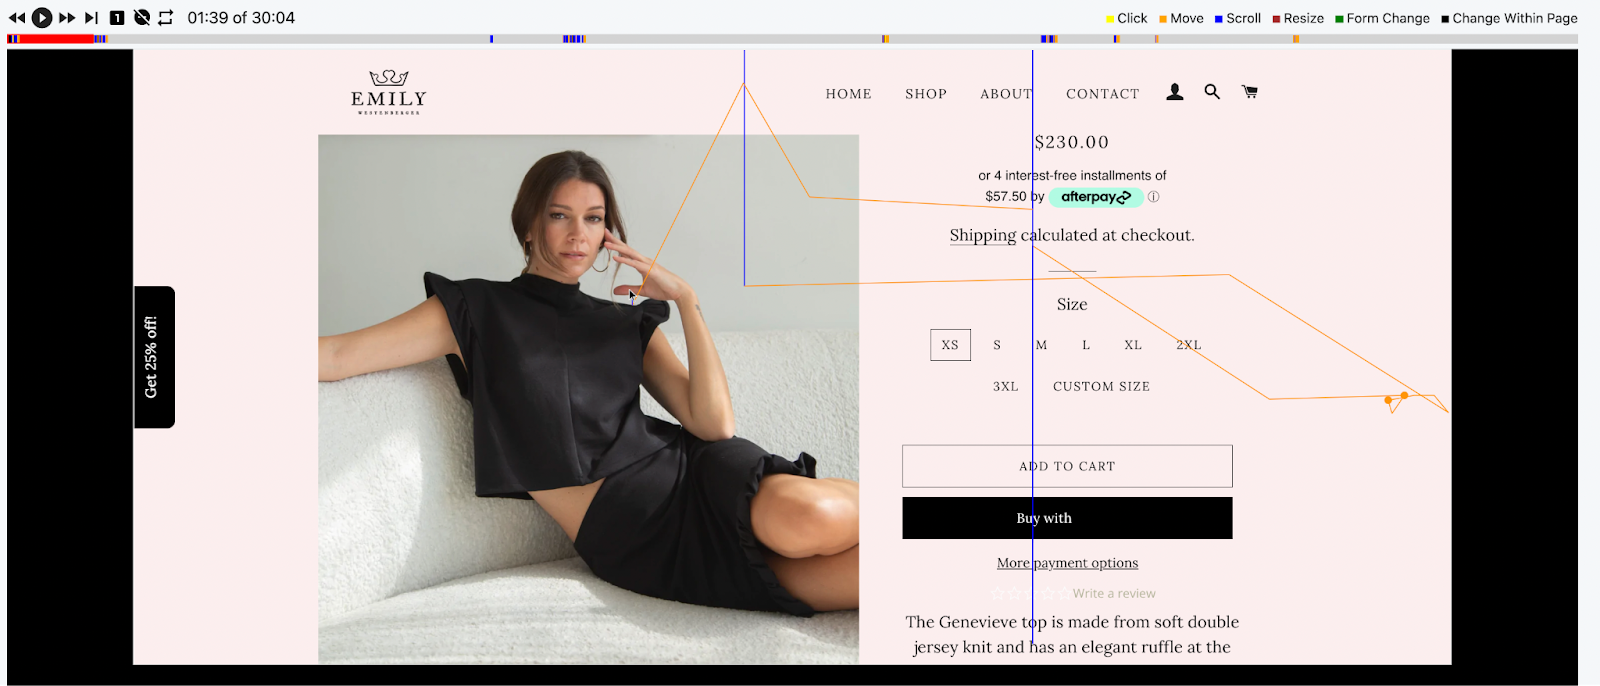 1
01:39 of 30:04
Click Move Scroll Resize Form Change Change Within Page
EMILY
WESTENBERGER
HOME SHOP ABOUT CONTACT
$230.00
or 4 interest-free installments of
$57.50 by afterpay
Shipping calculated at checkout.
Get 25% off!
Size
XS S M L XL 2XL
3XL CUSTOM SIZE
ADD TO CART
Buy with
More payment options
Write a review
The Genevieve top is made from soft double
jersey knit and has an elegant ruffle at the